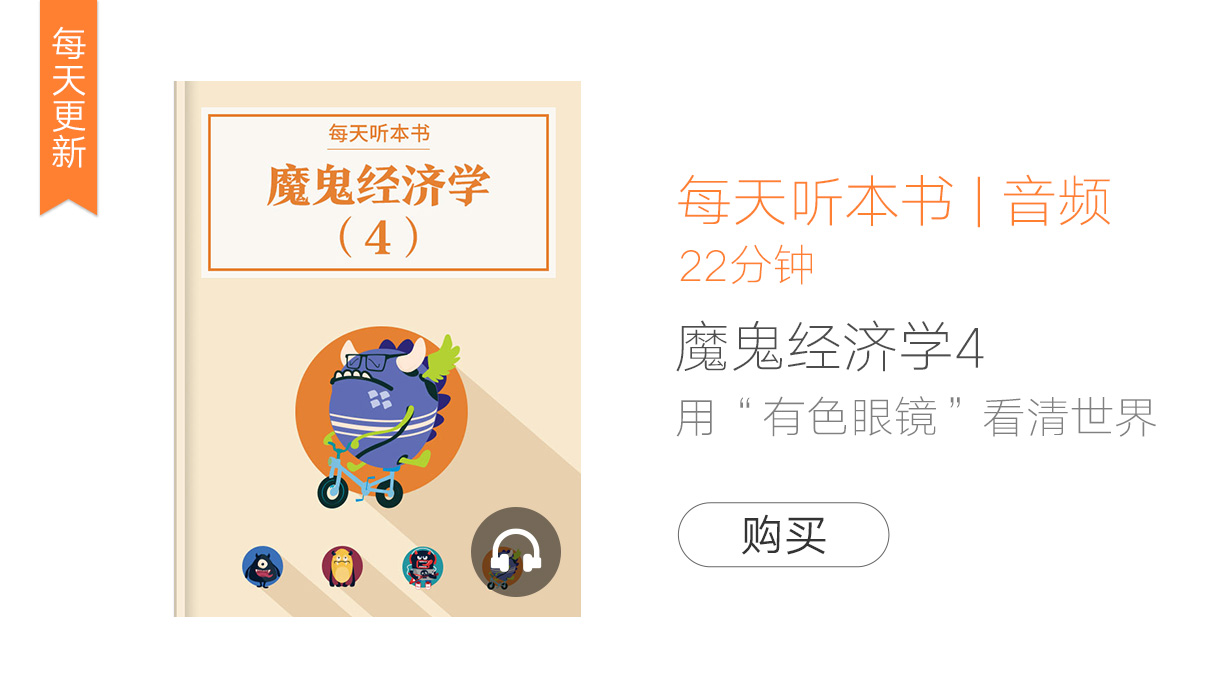 每天更新
每天听本书
魔鬼经济学
（4）
每天听本书 | 音频
22分钟
魔鬼经济学4
用“有色眼镜”看清世界
购买